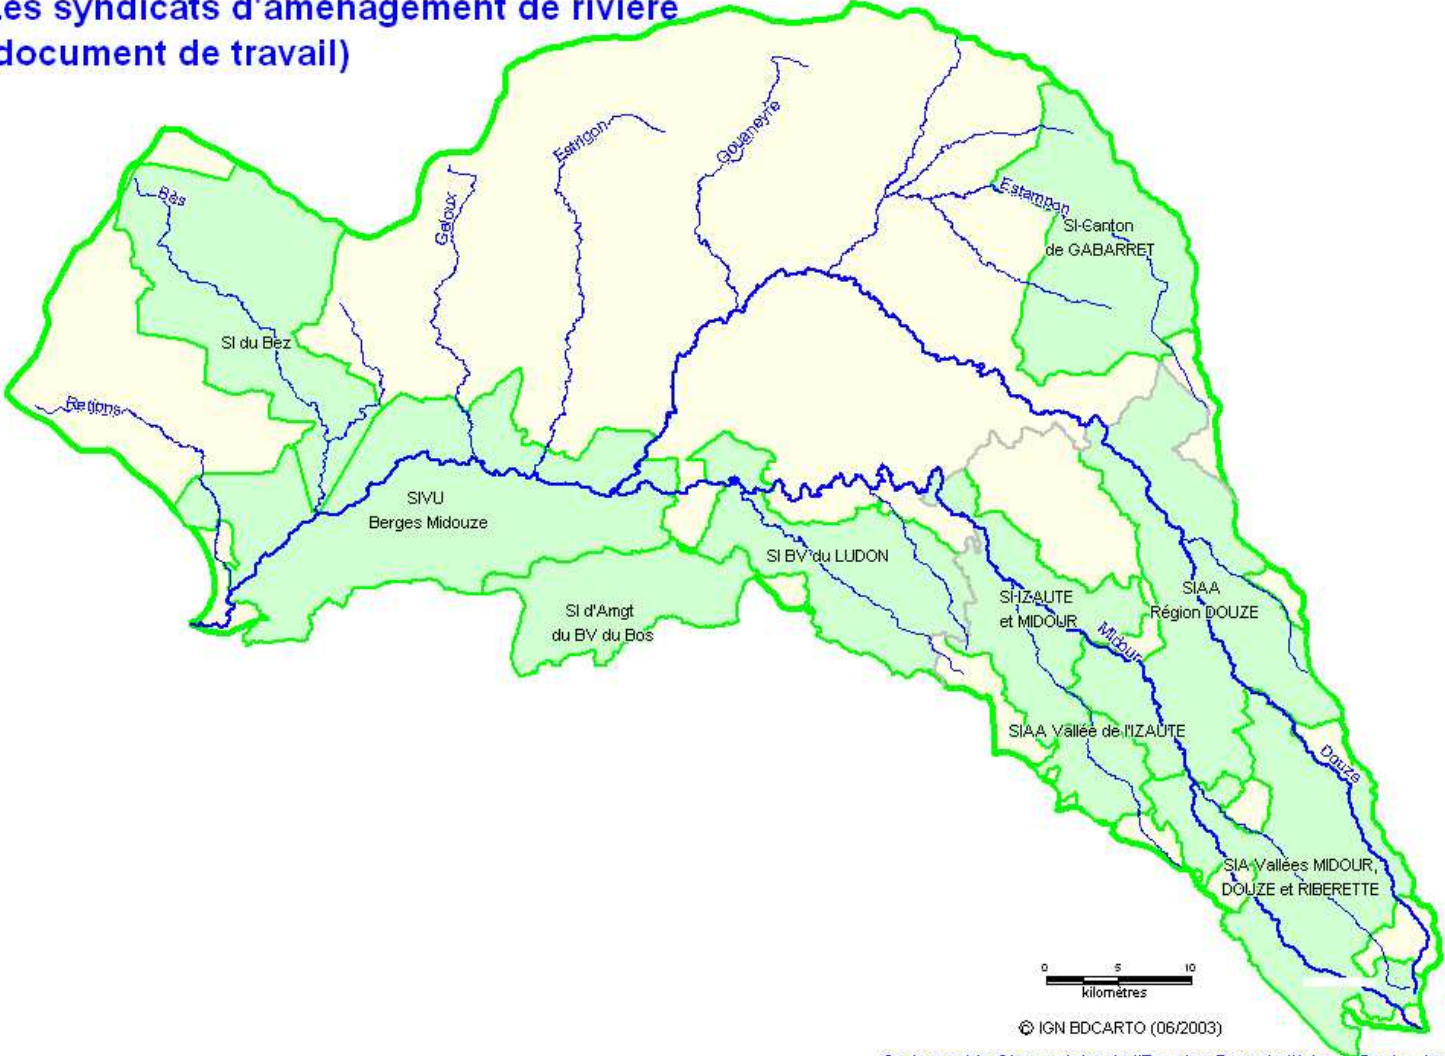 Les syndicats d'aménagement de rivière
(document de travail)
Estrigon
Gouaneyre
Bès
Geloux
Estampon
SI Canton
de GABARRET
SI du Bez
Retjons
SIVU
Berges Midouze
SI BV du LUDON
SI d'Amgt
du BV du Bos
SI IZAUTE
et MIDOUR
SIAA
Région DOUZE
Midour
SIAA Vallée de l'IZAUTE
Douze
SIA Vallées MIDOUR,
DOUZE et RIBERETTE
0 5 10
kilomètres
© IGN BDCARTO (06/2003)